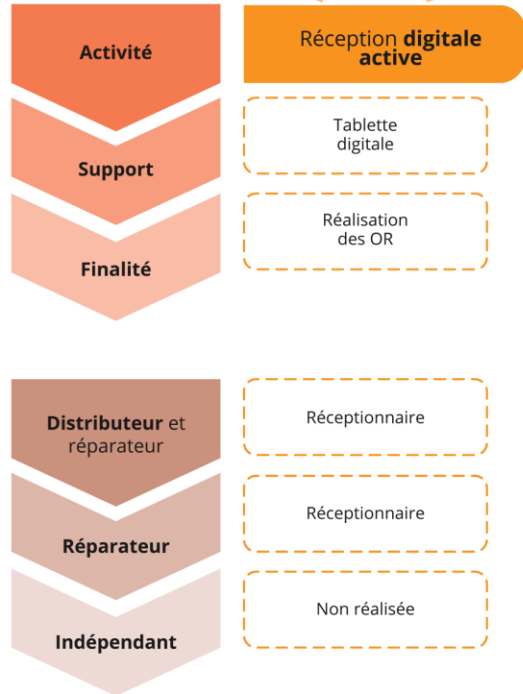 Activité
Réception digitale
active
Support
Tablette
digitale
Finalité
Réalisation
des OR
Distributeur et
réparateur
Réceptionnaire
Réparateur
Réceptionnaire
Indépendant
Non réalisée